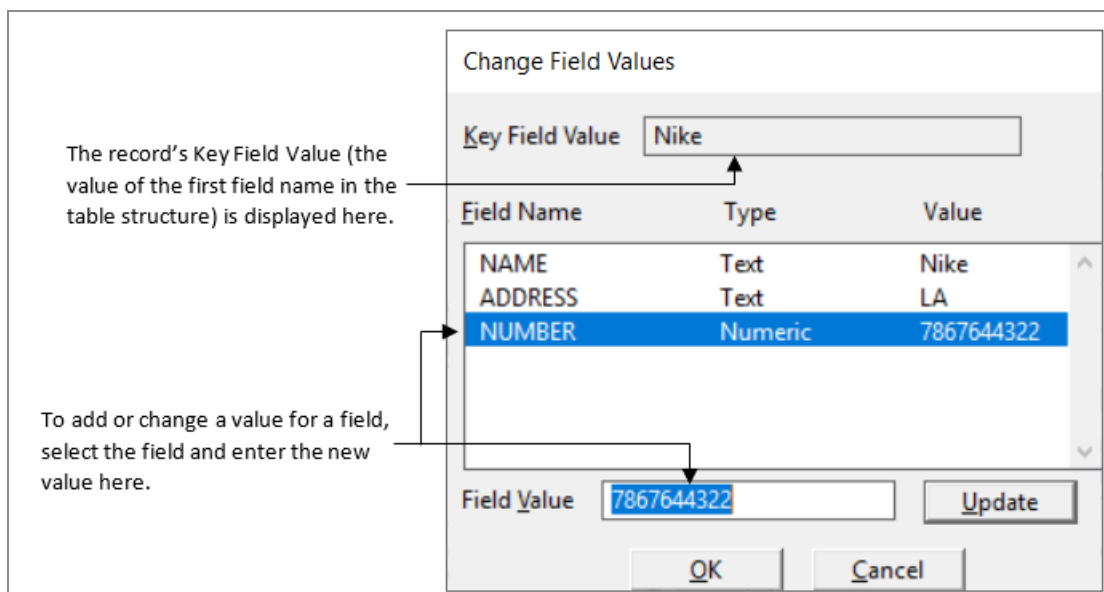 Change Field Values
Key Field Value Nike
The record's Key Field Value (the
value of the first field name in the
table structure) is displayed here.
Field Name Type Value
NAME Text Nike
ADDRESS Text LA
NUMBER Numeric 7867644322
To add or change a value for a field,
select the field and enter the new
value here.
Field Value 7867644322 Update
OK Cancel